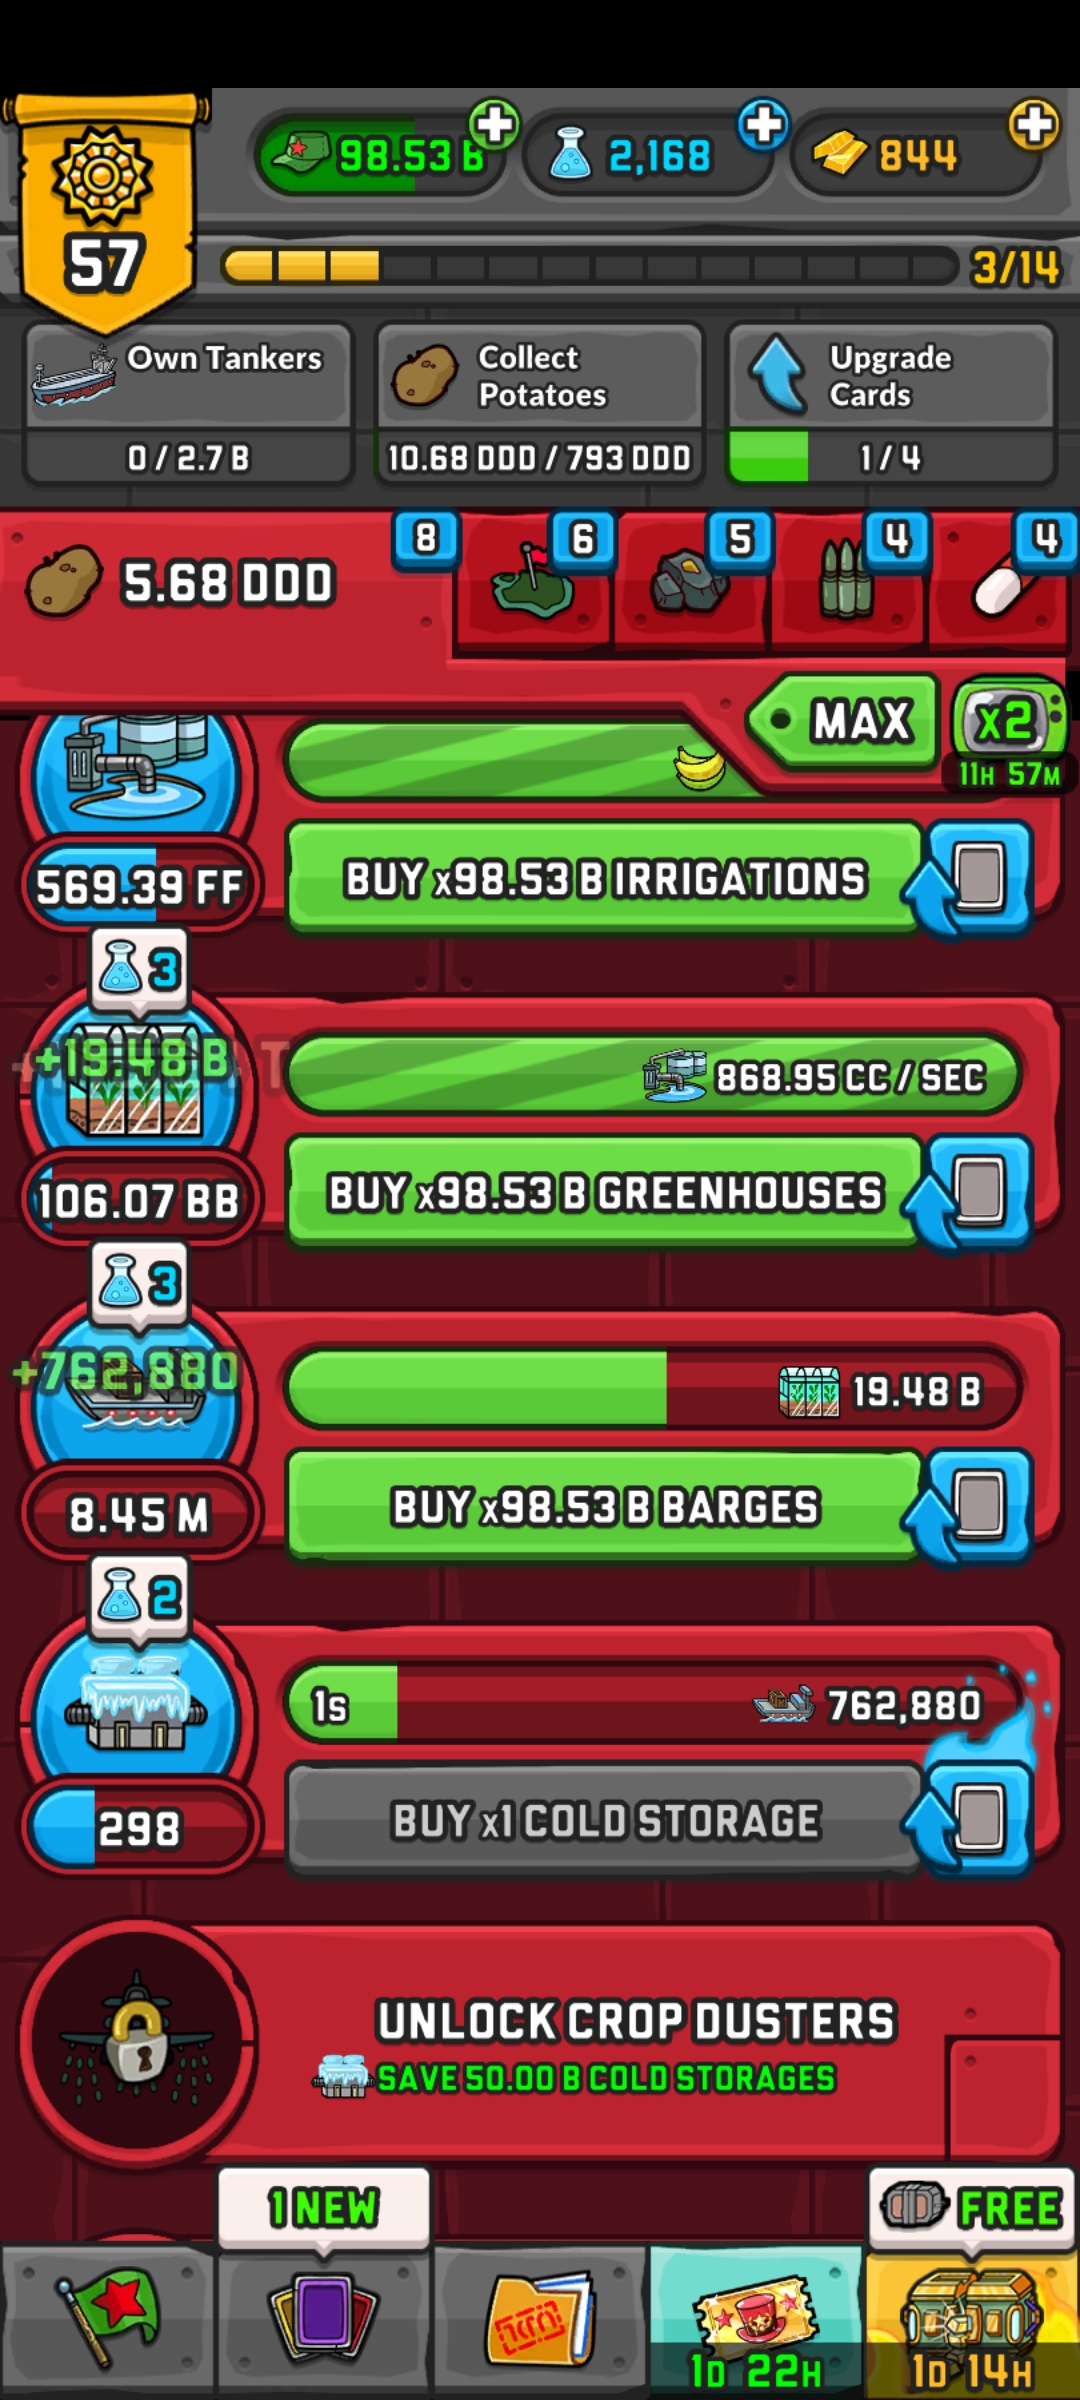 98.53 B
2,168
844
57
3/14
Own Tankers
0 / 2.7 B
Collect
Potatoes
10.68 DDD / 793 DDD
Upgrade
Cards
1 / 4
5.68 DDD
8
6
5
4
4
MAX
x2
11H 57M
569.39 FF
BUY x98.53 B IRRIGATIONS
3
+19.48 B
868.95 CC / SEC
106.07 BB
BUY x98.53 B GREENHOUSES
3
+762,880
19.48 B
8.45 M
BUY x98.53 B BARGES
2
1s
762,880
298
BUY x1 COLD STORAGE
UNLOCK CROP DUSTERS
SAVE 50.00 B COLD STORAGES
1 NEW
FREE
1D 22H
1D 14H